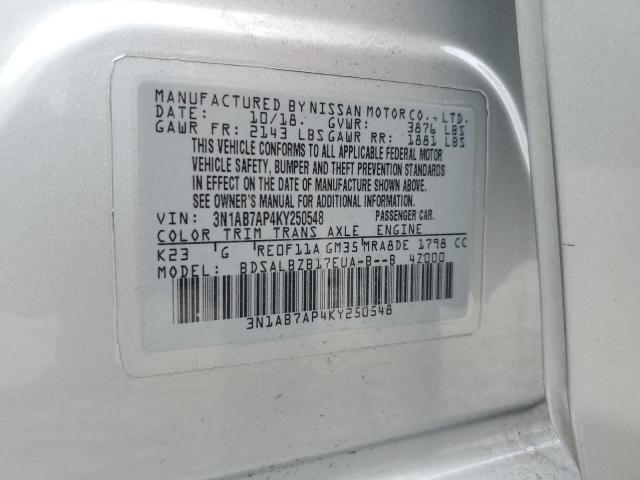 MANUFACTURED BY NISSAN MOTOR CO., LTD.
DATE: 10/18. GVWR: 3876 LBS
GAWR FR: 2143 LBS GAWR RR: 1881 LBS
THIS VEHICLE CONFORMS TO ALL APPLICABLE FEDERAL MOTOR
VEHICLE SAFETY, BUMPER AND THEFT PREVENTION STANDARDS
IN EFFECT ON THE DATE OF MANUFACTURE SHOWN ABOVE.
SEE OWNER'S MANUAL FOR ADDITIONAL INFORMATION.
VIN: 3N1AB7AP4KY250548 PASSENGER CAR.
COLOR TRIM TRANS AXLE ENGINE
K23 G RE0F11A GM35 MRA8DE 1798 CC
MODEL: BDSALBZB17EUA-B--B 4Z000
3N1AB7AP4KY250548